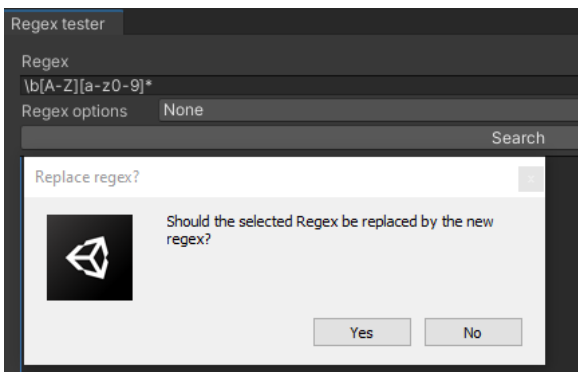 Regex tester
Regex
\b[A-Z][a-z0-9]*
Regex options None
Search
Replace regex?
x
Should the selected Regex be replaced by the new
regex?
Yes No